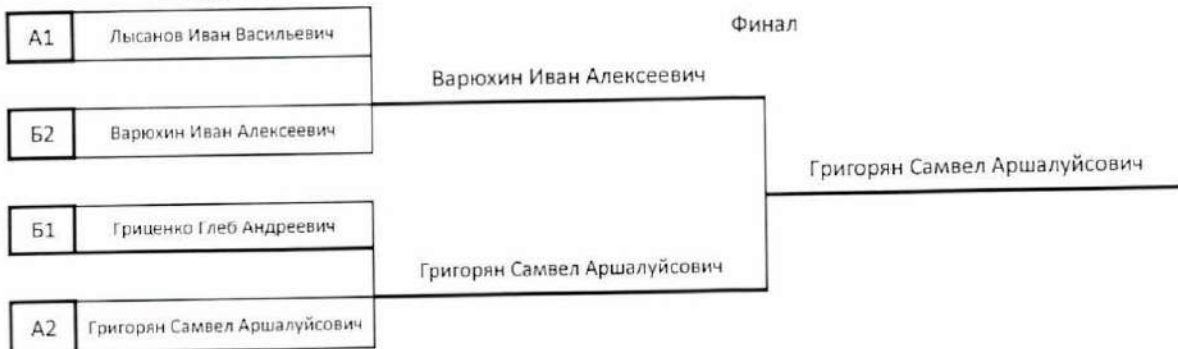 Финал
А1 Лысанов Иван Васильевич
Варюхин Иван Алексеевич
Б2 Варюхин Иван Алексеевич
Григорян Самвел Аршалуйсович
Б1 Гриценко Глеб Андреевич
Григорян Самвел Аршалуйсович
А2 Григорян Самвел Аршалуйсович